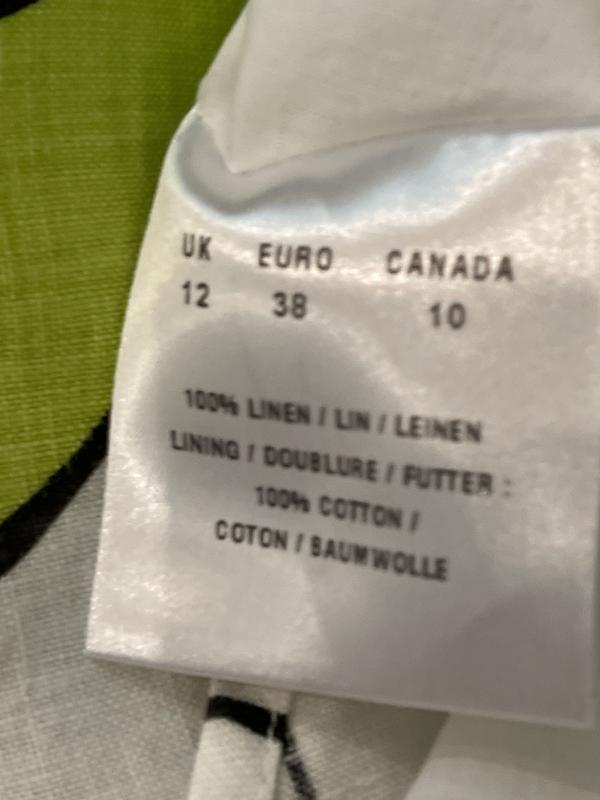 UK EURO CANADA
12 38 10
100% LINEN / LIN / LEINEN
LINING / DOUBLURE / FUTTER :
100% COTTON /
COTON / BAUMWOLLE